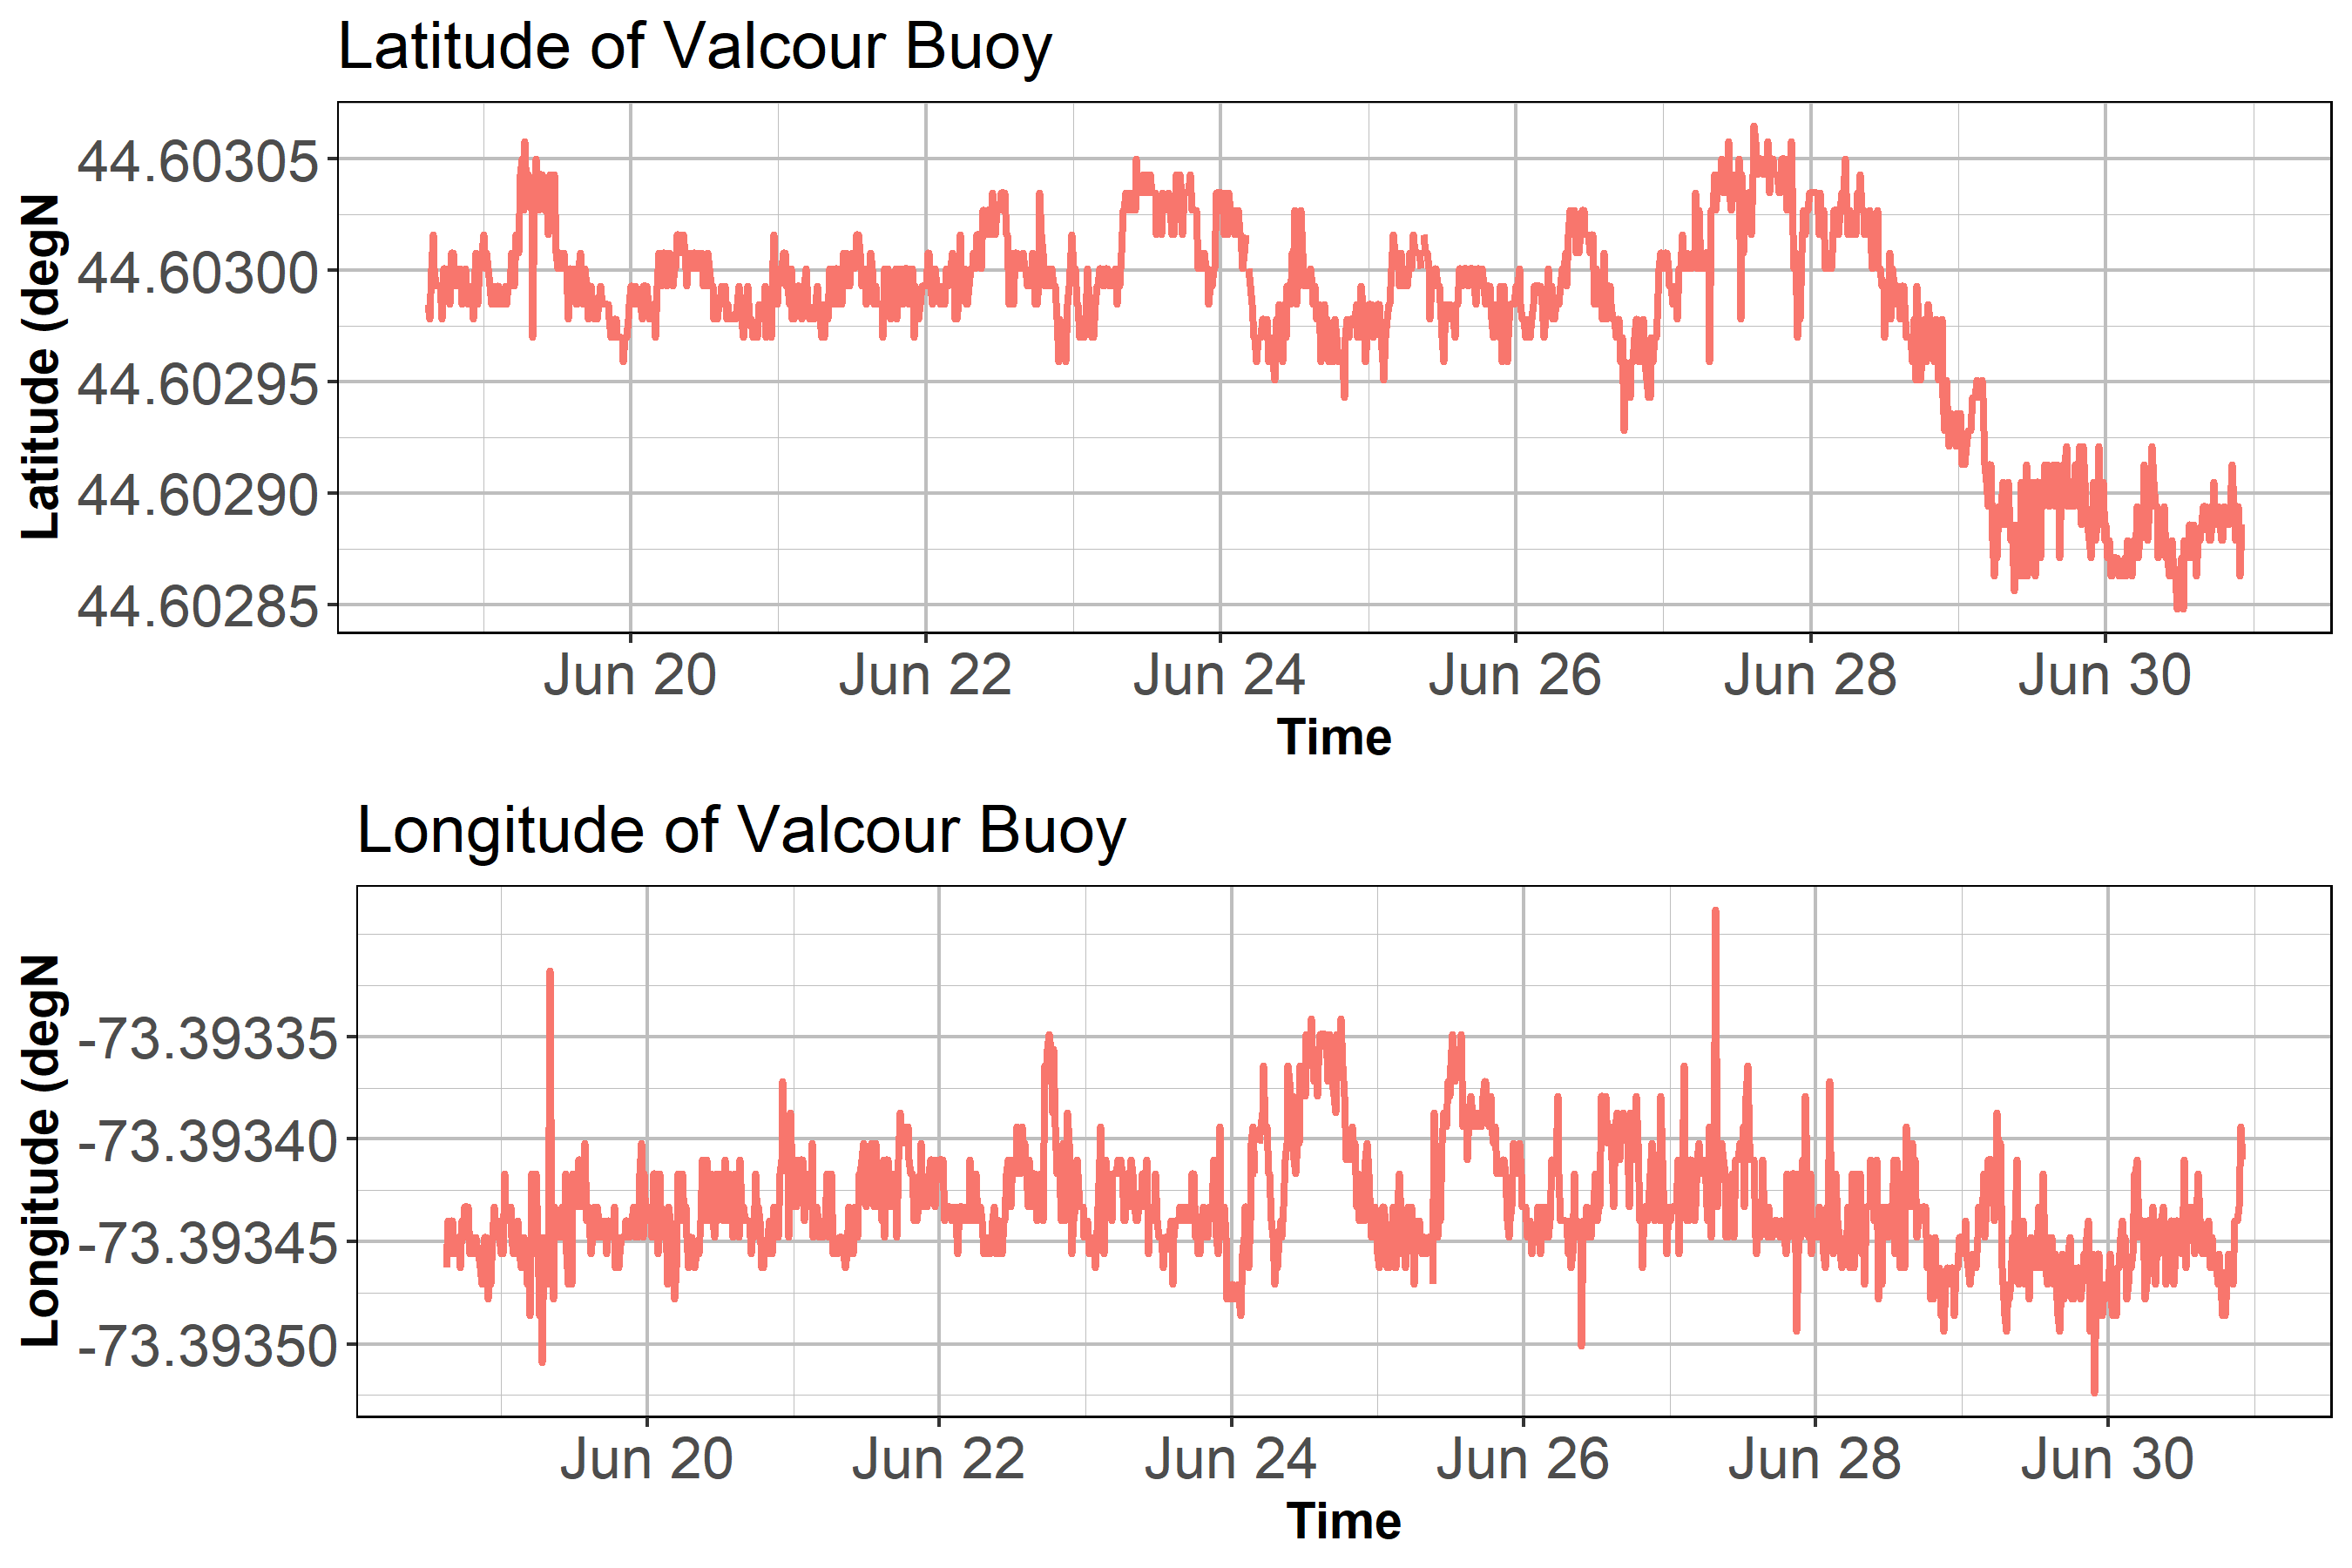 Latitude of Valcour Buoy
Latitude (degN
44.60305
44.60300
44.60295
44.60290
44.60285
Jun 20 Jun 22 Jun 24 Jun 26 Jun 28 Jun 30
Time
Longitude of Valcour Buoy
Longitude (degN
-73.39335
-73.39340
-73.39345
-73.39350
Jun 20 Jun 22 Jun 24 Jun 26 Jun 28 Jun 30
Time